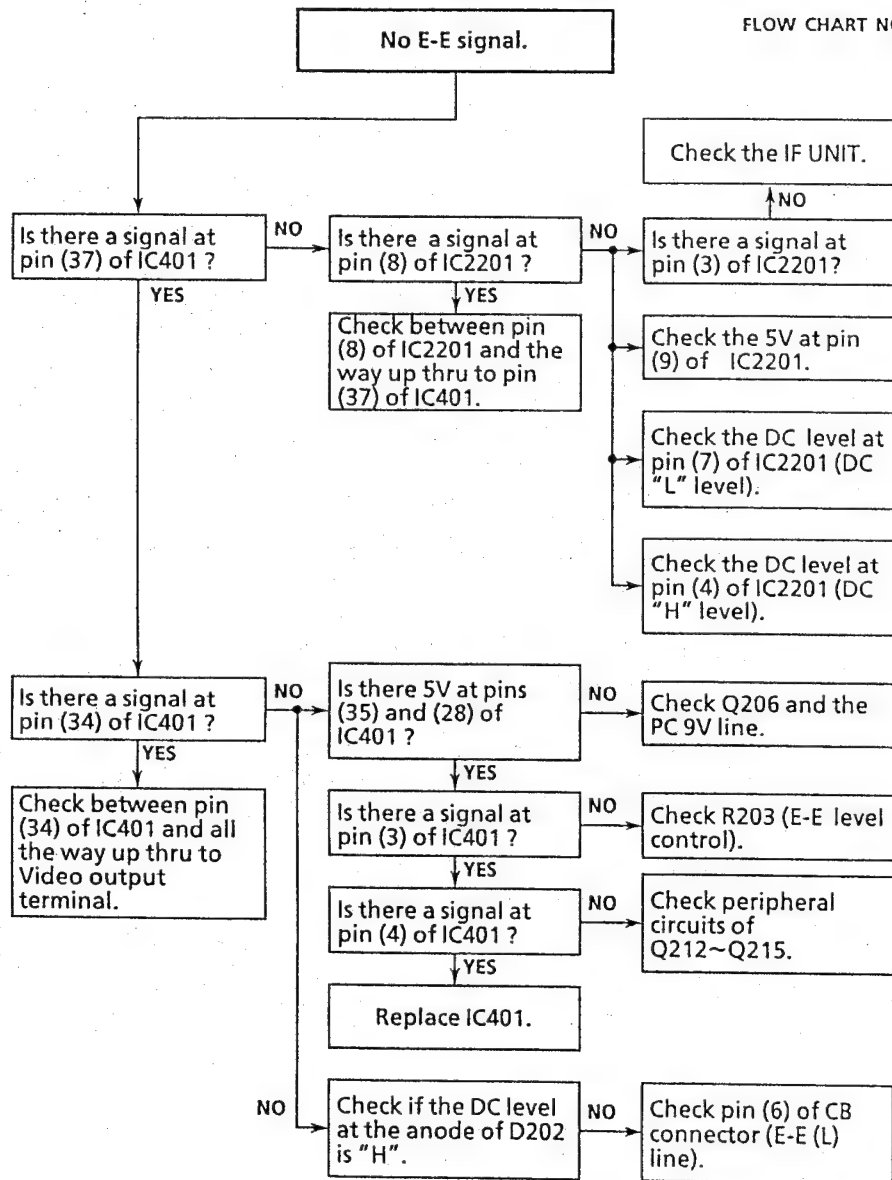 No E-E signal.
FLOW CHART NO
Check the IF UNIT.
NO
Is there a signal at
pin (37) of IC401 ?
NO
Is there a signal at
pin (8) of IC2201 ?
NO
Is there a signal at
pin (3) of IC2201?
YES
YES
Check between pin
(8) of IC2201 and the
way up thru to pin
(37) of IC401.
Check the 5V at pin
(9) of IC2201.
Check the DC level at
pin (7) of IC2201 (DC
"L" level).
Check the DC level at
pin (4) of IC2201 (DC
"H" level).
Is there a signal at
pin (34) of IC401 ?
NO
Is there 5V at pins
(35) and (28) of
IC401 ?
NO
Check Q206 and the
PC 9V line.
YES
Check between pin
(34) of IC401 and all
the way up thru to
Video output
terminal.
YES
Is there a signal at
pin (3) of IC401 ?
NO
Check R203 (E-E level
control).
YES
Is there a signal at
pin (4) of IC401 ?
NO
Check peripheral
circuits of
Q212~Q215.
YES
Replace IC401.
NO
Check if the DC level
at the anode of D202
is "H".
NO
Check pin (6) of CB
connector (E-E (L)
line).